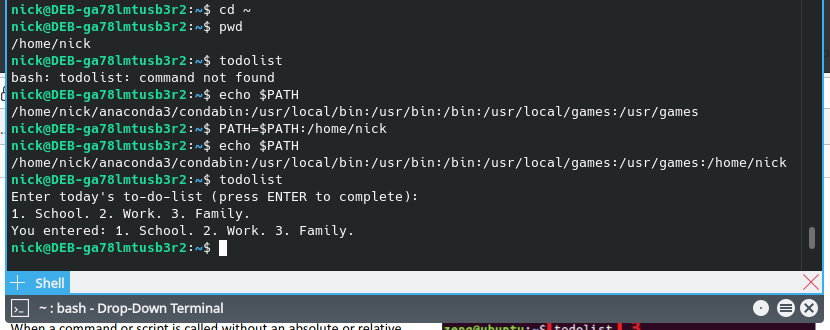 nick@DEB-ga78lmtusb3r2:~$ cd ~
nick@DEB-ga78lmtusb3r2:~$ pwd
/home/nick
nick@DEB-ga78lmtusb3r2:~$ todolist
bash: todolist: command not found
nick@DEB-ga78lmtusb3r2:~$ echo $PATH
/home/nick/anaconda3/condabin:/usr/local/bin:/usr/bin:/bin:/usr/local/games:/usr/games
nick@DEB-ga78lmtusb3r2:~$ PATH=$PATH:/home/nick
nick@DEB-ga78lmtusb3r2:~$ echo $PATH
/home/nick/anaconda3/condabin:/usr/local/bin:/usr/bin:/bin:/usr/local/games:/usr/games:/home/nick
nick@DEB-ga78lmtusb3r2:~$ todolist
Enter today's to-do-list (press ENTER to complete):
1. School. 2. Work. 3. Family.
You entered: 1. School. 2. Work. 3. Family.
nick@DEB-ga78lmtusb3r2:~$
Shell
~ : bash - Drop-Down Terminal
When a command or script is called without an absolute or relative
zeng@ubuntu:~$ todolist 3